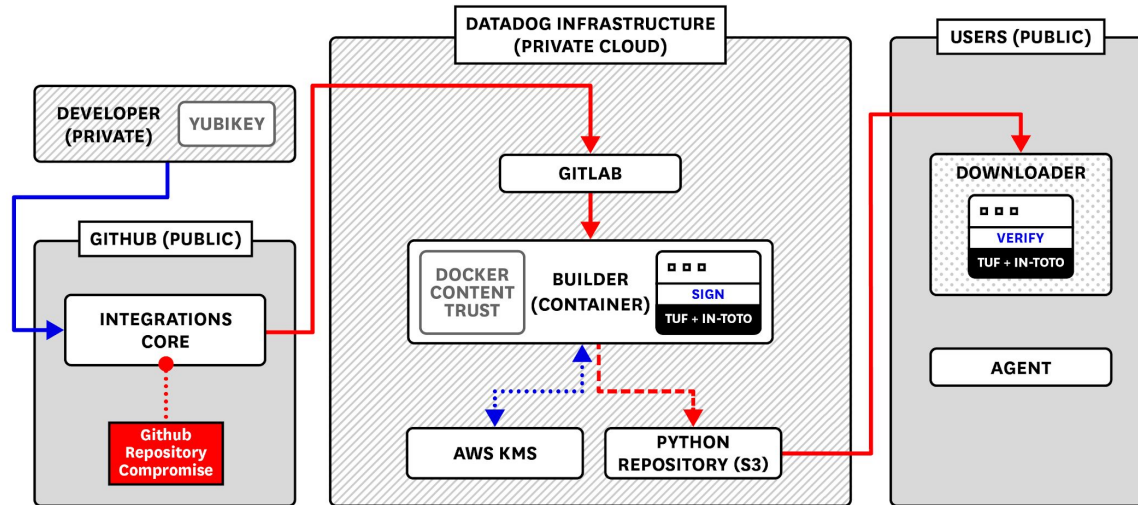 DATADOG INFRASTRUCTURE
(PRIVATE CLOUD)
USERS (PUBLIC)
DEVELOPER
(PRIVATE)
YUBIKEY
GITLAB
DOWNLOADER
VERIFY
TUF + IN-TOTO
GITHUB (PUBLIC)
INTEGRATIONS
CORE
DOCKER
CONTENT
TRUST
BUILDER
(CONTAINER)
SIGN
TUF + IN-TOTO
AGENT
Github
Repository
Compromise
AWS KMS
PYTHON
REPOSITORY (S3)